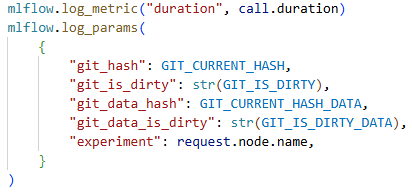 mlflow.log_metric("duration", call.duration)
mlflow.log_params(
    {
        "git_hash": GIT_CURRENT_HASH,
        "git_is_dirty": str(GIT_IS_DIRTY),
        "git_data_hash": GIT_CURRENT_HASH_DATA,
        "git_data_is_dirty": str(GIT_IS_DIRTY_DATA),
        "experiment": request.node.name,
    }
)